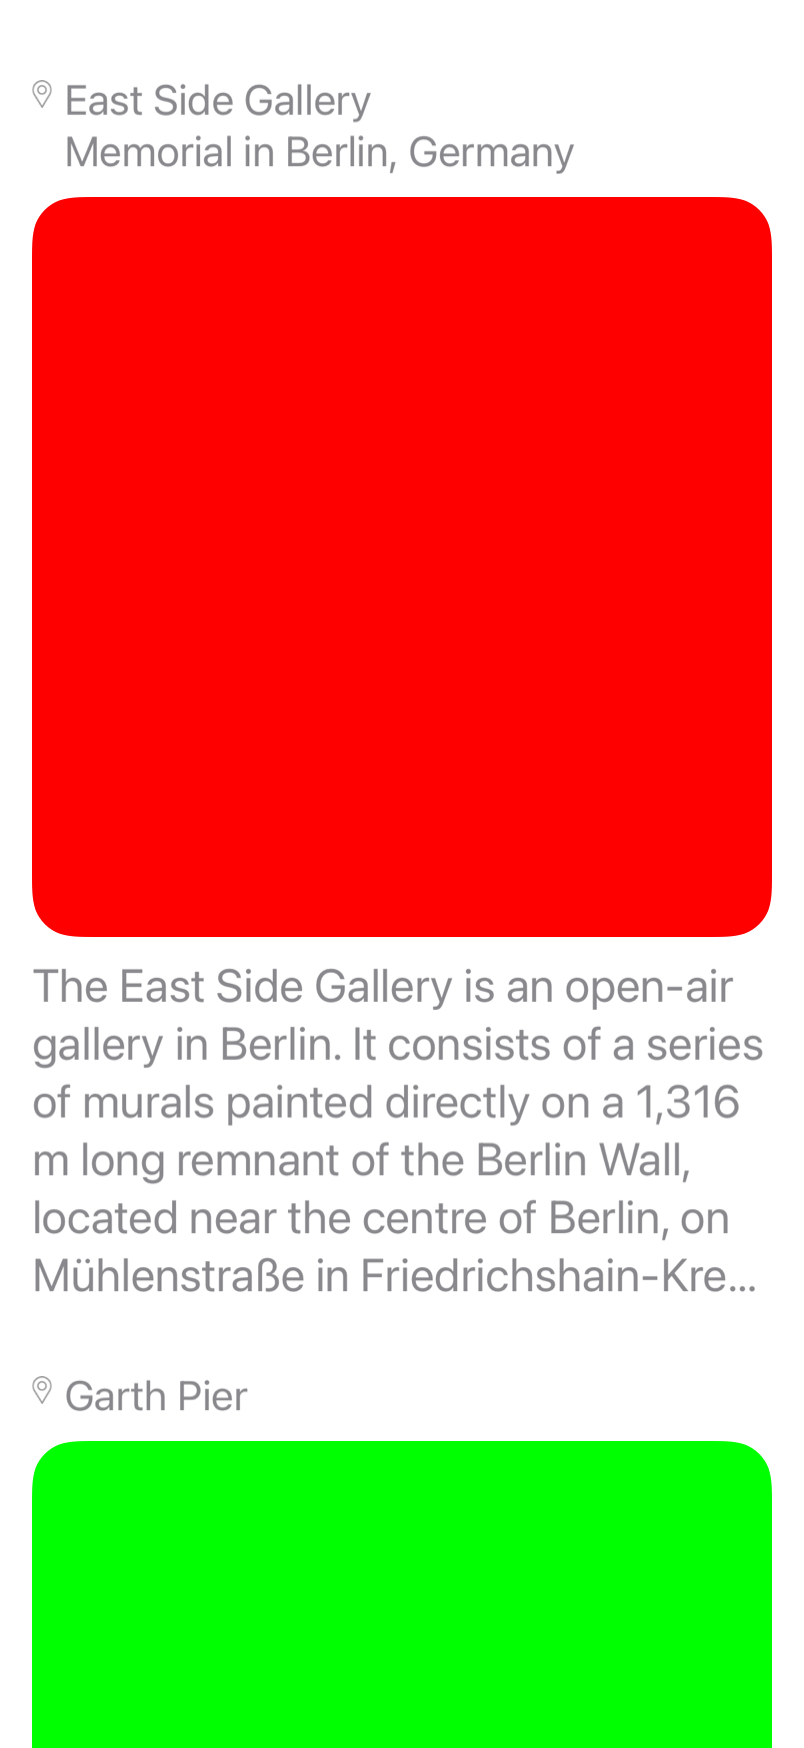 East Side Gallery
Memorial in Berlin, Germany
The East Side Gallery is an open-air
gallery in Berlin. It consists of a series
of murals painted directly on a 1,316
m long remnant of the Berlin Wall,
located near the centre of Berlin, on
Mühlenstraße in Friedrichshain-Kre…
Garth Pier